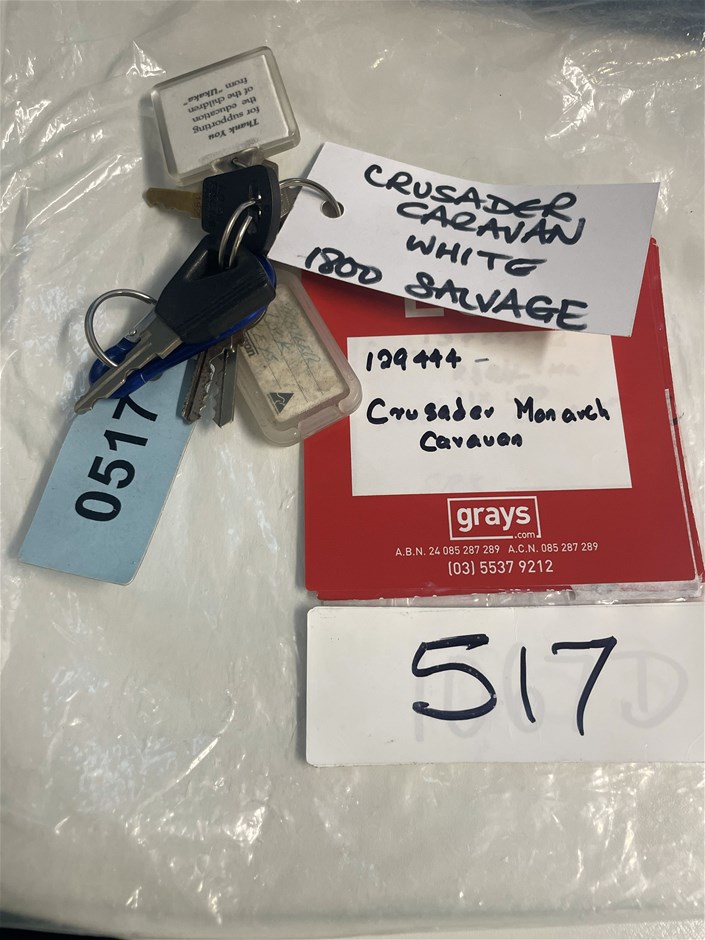 Thank You
for supporting
the education
of the children
from "Ukaka"
CRUSADER
CARAVAN
WHITE
1800 SALVAGE
129444 -
Crusader Monarch
Caravan
grays
.com
A.B.N. 24 085 287 289 A.C.N. 085 287 289
(03) 5537 9212
0517
517